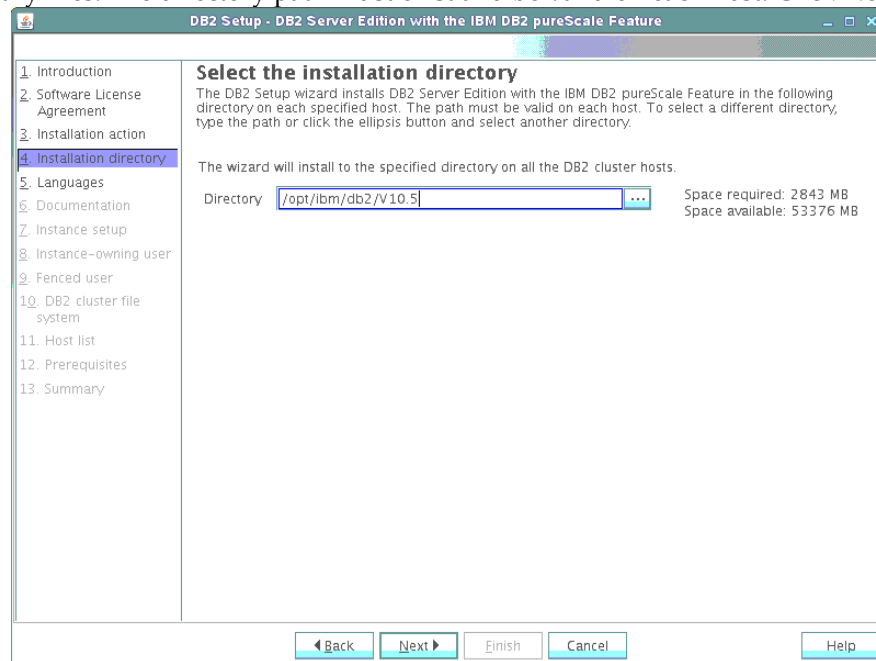 DB2 Setup - DB2 Server Edition with the IBM DB2 pureScale Feature
1. Introduction
2. Software License
Agreement
3. Installation action
4. Installation directory
5. Languages
6. Documentation
7. Instance setup
8. Instance-owning user
9. Fenced user
10. DB2 cluster file
system
11. Host list
12. Prerequisites
13. Summary
Select the installation directory
The DB2 Setup wizard installs DB2 Server Edition with the IBM DB2 pureScale Feature in the following
directory on each specified host. The path must be valid on each host. To select a different directory,
type the path or click the ellipsis button and select another directory.
The wizard will install to the specified directory on all the DB2 cluster hosts.
Directory /opt/ibm/db2/V10.5 ... Space required: 2843 MB
Space available: 53376 MB
Back Next Finish Cancel Help